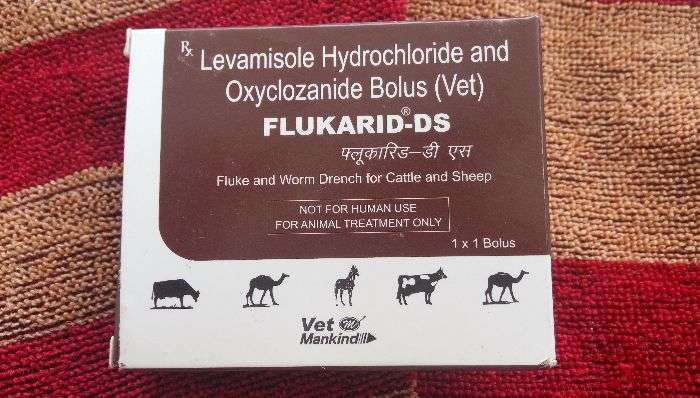 Rx Levamisole Hydrochloride and
Oxyclozanide Bolus (Vet)
FLUKARID®-DS
फ्लूकारिड–डी एस
Fluke and Worm Drench for Cattle and Sheep
NOT FOR HUMAN USE
FOR ANIMAL TREATMENT ONLY
1 x 1 Bolus
Vet
Mankind